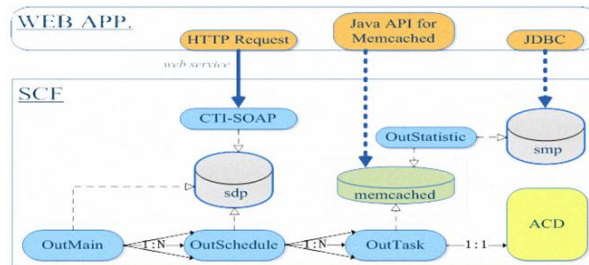 WEB APP.
HTTP Request
Java API for
Memcached
JDBC
web service
SCF
CTI-SOAP
OutStatistic
smp
sdp
memcached
ACD
OutMain
1:N
OutSchedule
1:N
OutTask
1:1